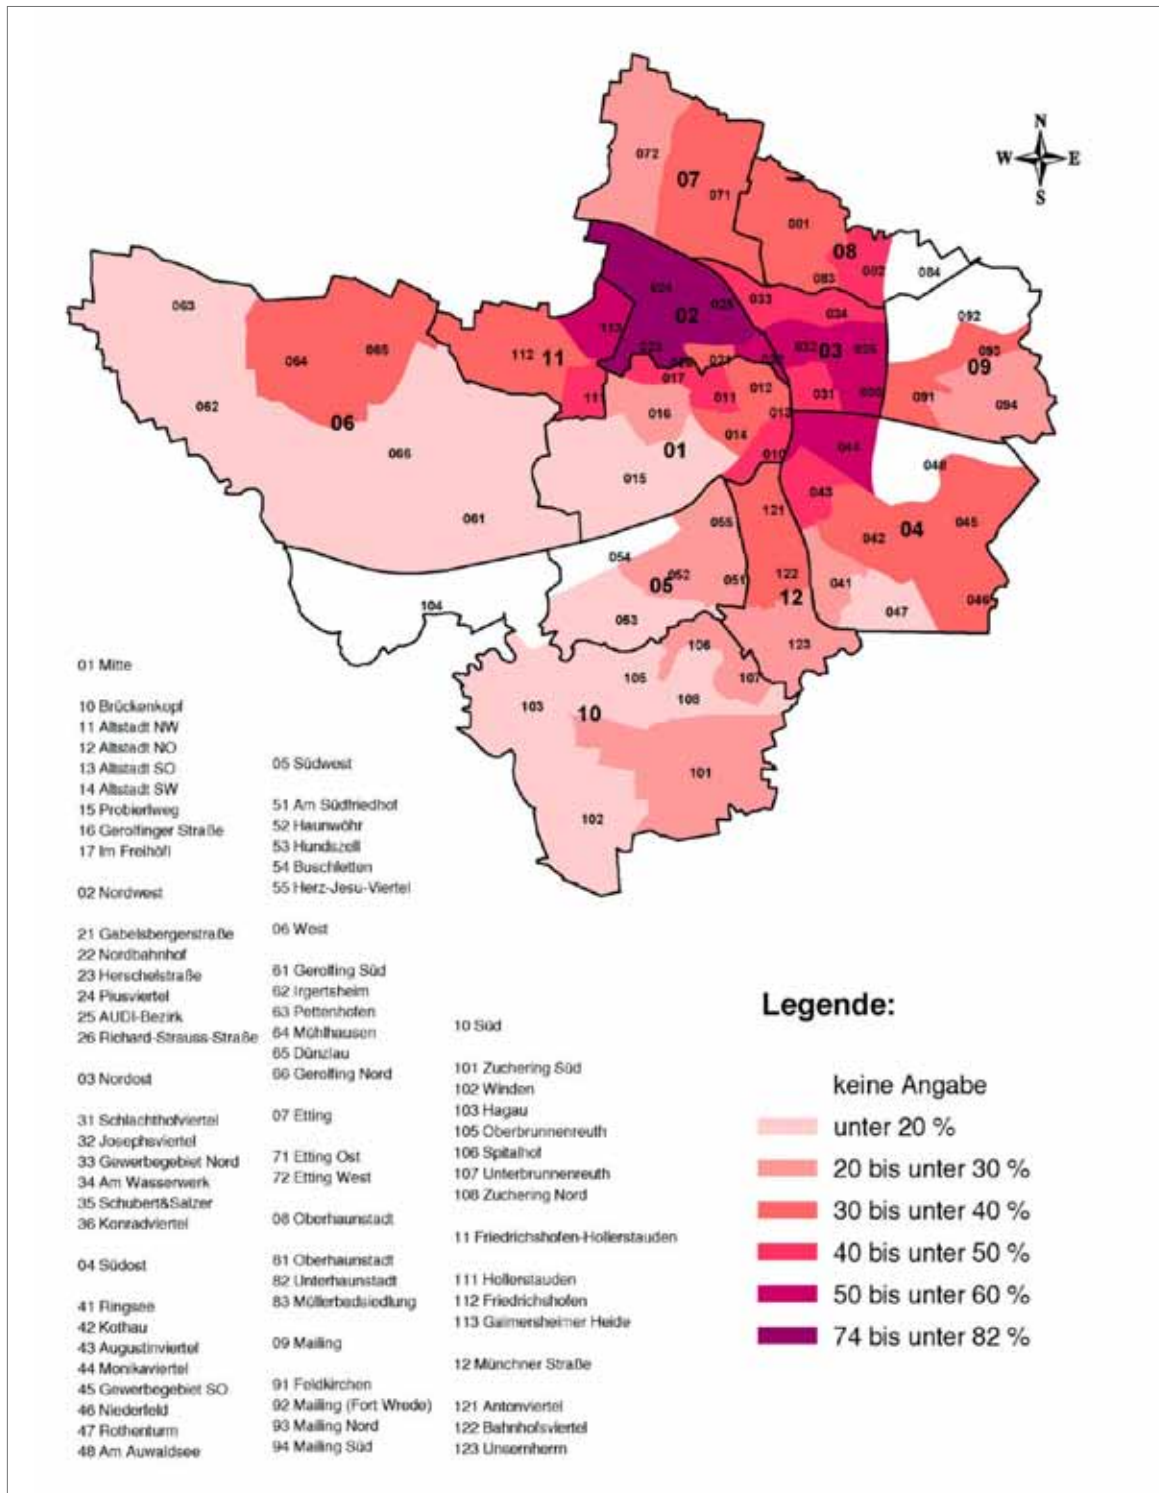 N
W E
S
072
07
071
001
08
082
083
084
063
064
065
062
06
066
061
02
033
034
113
112
11
111
017
03
031
092
093
09
091
094
021
012
011
016
014
01
010
015
044
048
043
121
055
042
04
045
054
052
05
051
122
12
041
047
046
104
123
106
105
107
103
10
108
101
102
01 Mitte
10 Brückenkopf
11 Altstadt NW
12 Altstadt NO
13 Altstadt SO
14 Altstadt SW
15 Probierlweg
16 Gerolfinger Straße
17 Im Freihöfl
02 Nordwest
21 Gabelsbergerstraße
22 Nordbahnhof
23 Herschelstraße
24 Piusviertel
25 AUDI-Bezirk
26 Richard-Strauss-Straße
03 Nordost
31 Schlachthofviertel
32 Josephsviertel
33 Gewerbegebiet Nord
34 Am Wasserwerk
35 Schubert&Salzer
36 Konradviertel
04 Südost
41 Ringsee
42 Kothau
43 Augustinviertel
44 Monikaviertel
45 Gewerbegebiet SO
46 Niederfeld
47 Rothenturm
48 Am Auwaldsee
05 Südwest
51 Am Südfriedhof
52 Haunwöhr
53 Hundszell
54 Buschletten
55 Herz-Jesu-Viertel
06 West
61 Gerolfing Süd
62 Irgertsheim
63 Pettenhofen
64 Mühlhausen
65 Dünzlau
66 Gerolfing Nord
07 Etting
71 Etting Ost
72 Etting West
08 Oberhaunstadt
81 Oberhaunstadt
82 Unterhaunstadt
83 Müllerbadsiedlung
09 Mailing
91 Feldkirchen
92 Mailing (Fort Wrede)
93 Mailing Nord
94 Mailing Süd
10 Süd
101 Zuchering Süd
102 Winden
103 Hagau
105 Oberbrunnenreuth
106 Spitalhof
107 Unterbrunnenreuth
108 Zuchering Nord
11 Friedrichshofen-Hollerstauden
111 Hollerstauden
112 Friedrichshofen
113 Gaimersheimer Heide
12 Münchner Straße
121 Antonviertel
122 Bahnhofsviertel
123 Unsernherrn
Legende:
keine Angabe
unter 20 %
20 bis unter 30 %
30 bis unter 40 %
40 bis unter 50 %
50 bis unter 60 %
74 bis unter 82 %